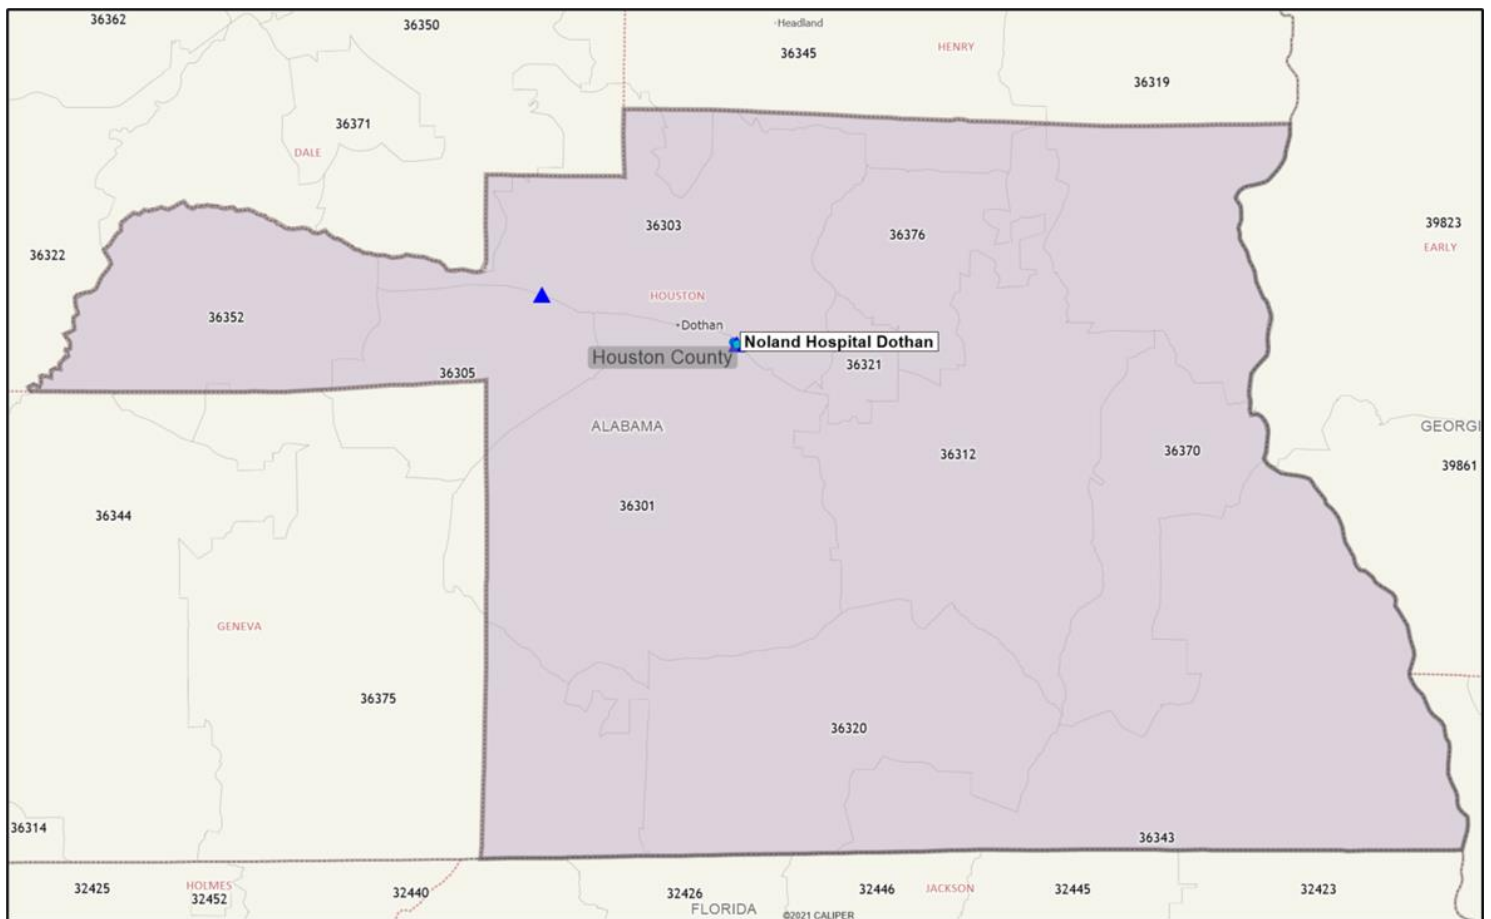 36362
36350
Headland
36345
HENRY
36319
36371
DALE
36303
36376
39823
EARLY
36322
HOUSTON
36352
Dothan
Noland Hospital Dothan
Houston County
36321
36305
ALABAMA
GEORGI
36312
36370
39861
36301
36344
GENEVA
36375
36320
36314
36343
32425
HOLMES
32452
32440
32426
32446
JACKSON
32445
32423
FLORIDA
©2021 CALIPER